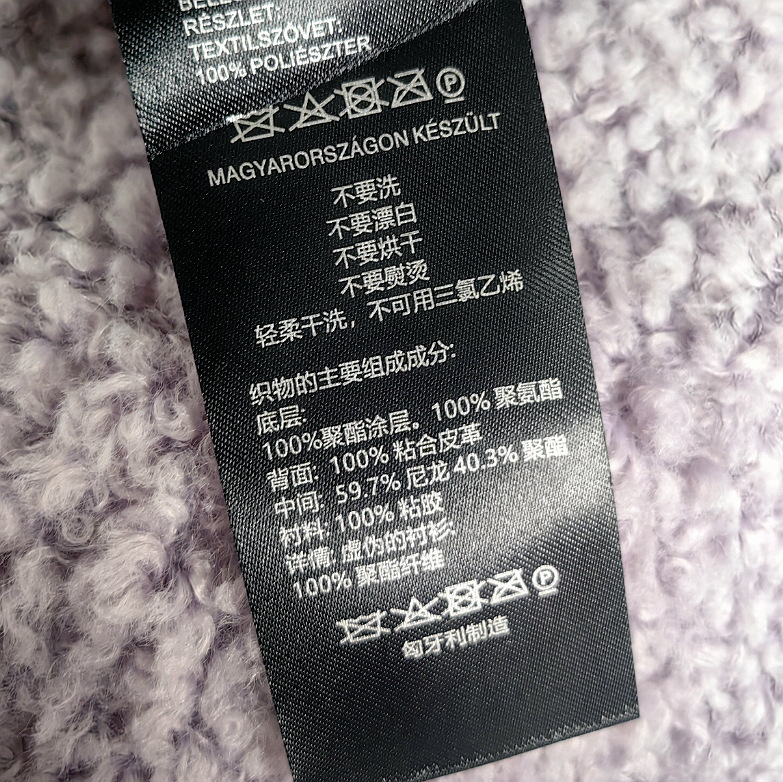 RÉSZLET,
TEXTILSZÖVET:
100% POLIÉSZTER
P
MAGYARORSZÁGON KÉSZÜLT
不要洗
不要漂白
不要烘干
不要熨烫
轻柔干洗，不可用三氯乙烯
织物的主要组成成分:
底层:
100%聚酯涂层。100% 聚氨酯
背面: 100% 粘合皮革
中间: 59.7% 尼龙 40.3% 聚酯
衬料: 100% 粘胶
详情, 虚伪的衬衫:
100% 聚酯纤维
P
匈牙利制造